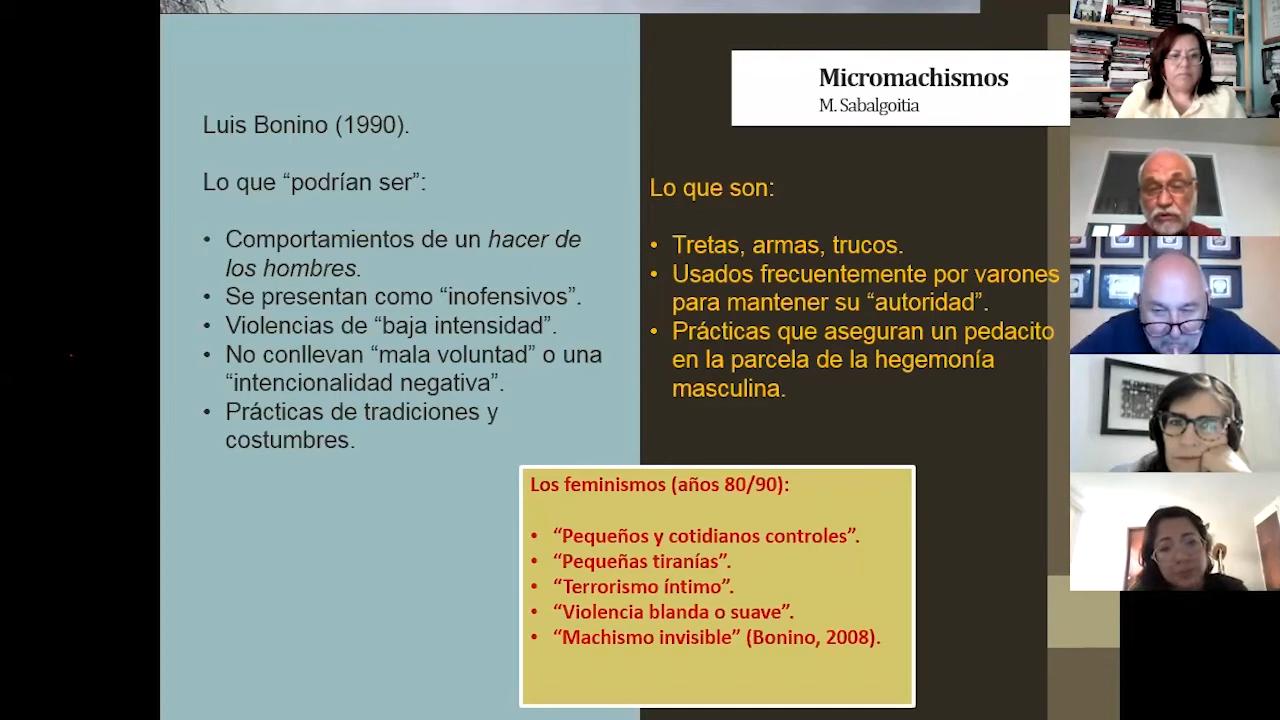 Micromachismos
M. Sabalgoitia
Luis Bonino (1990).
Lo que “podrían ser”:
• Comportamientos de un hacer de
los hombres.
• Se presentan como “inofensivos”.
• Violencias de “baja intensidad”.
• No conllevan “mala voluntad” o una
“intencionalidad negativa”.
• Prácticas de tradiciones y
costumbres.
Lo que son:
• Tretas, armas, trucos.
• Usados frecuentemente por varones
para mantener su “autoridad”.
• Prácticas que aseguran un pedacito
en la parcela de la hegemonía
masculina.
Los feminismos (años 80/90):
• “Pequeños y cotidianos controles”.
• “Pequeñas tiranías”.
• “Terrorismo íntimo”.
• “Violencia blanda o suave”.
• “Machismo invisible” (Bonino, 2008).